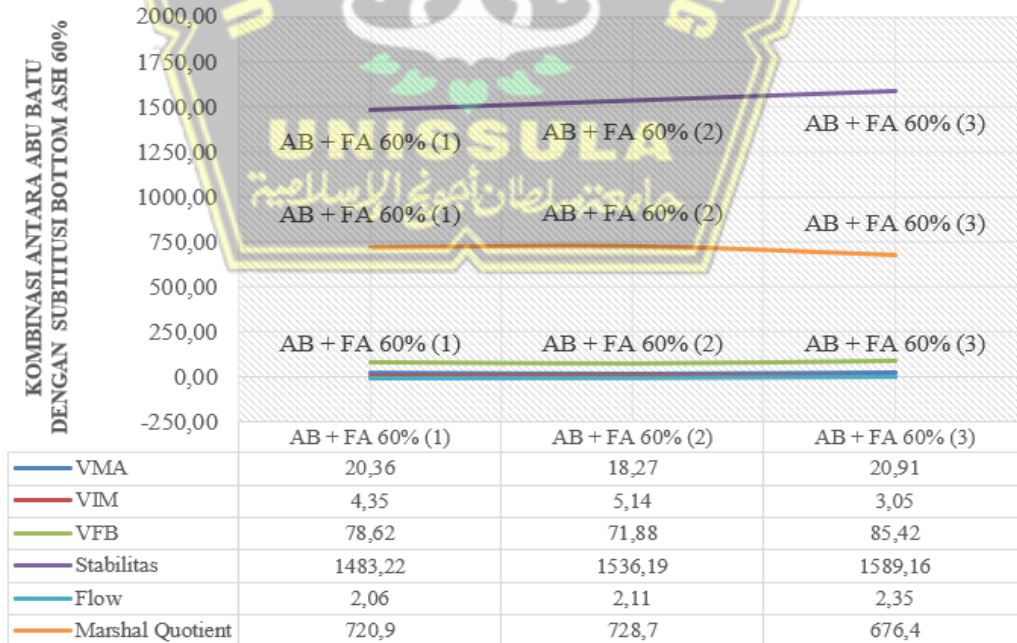 KOMBINASI ANTARA ABU BATU
DENGAN SUBTITUSI BOTTOM ASH 60%
2000,00
1750,00
1500,00
1250,00
1000,00
750,00
500,00
250,00
0,00
-250,00
UNISSULA
جامعة سلطان أجونج الإسلامية
AB + FA 60% (1)
AB + FA 60% (2)
AB + FA 60% (3)
AB + FA 60% (1)
AB + FA 60% (2)
AB + FA 60% (3)
AB + FA 60% (1)
AB + FA 60% (2)
AB + FA 60% (3)
AB + FA 60% (1) AB + FA 60% (2) AB + FA 60% (3)
VMA 20,36 18,27 20,91
VIM 4,35 5,14 3,05
VFB 78,62 71,88 85,42
Stabilitas 1483,22 1536,19 1589,16
Flow 2,06 2,11 2,35
Marshal Quotient 720,9 728,7 676,4